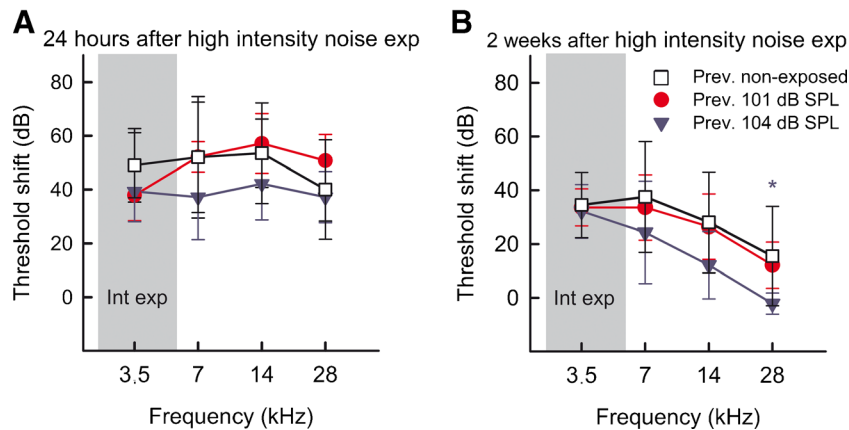 A 24 hours after high intensity noise exp
Threshold shift (dB)
80
60
40
20
0
Int exp
3.5 7 14 28
Frequency (kHz)
B 2 weeks after high intensity noise exp
Threshold shift (dB)
80
60
40
20
0
Prev. non-exposed
Prev. 101 dB SPL
Prev. 104 dB SPL
*
Int exp
3.5 7 14 28
Frequency (kHz)